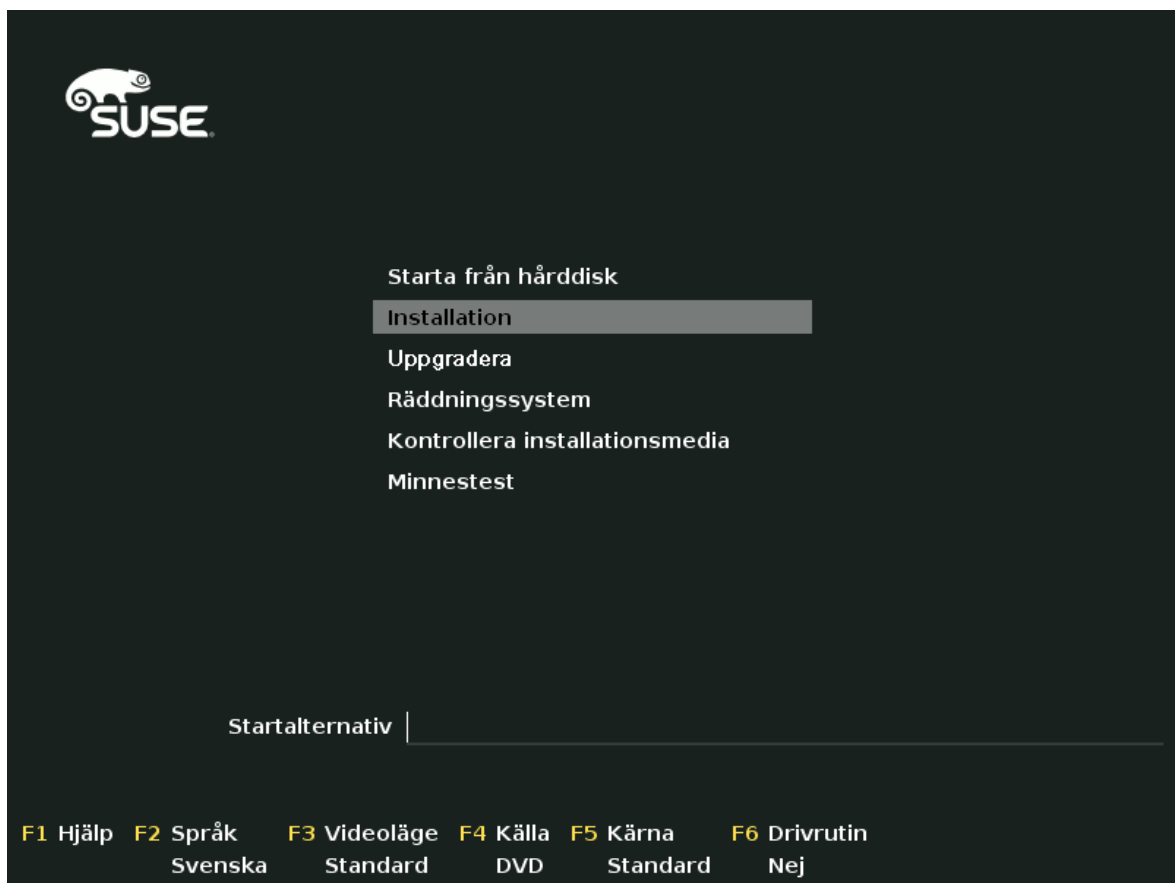 SUSE
Starta från hårddisk
Installation
Uppgradera
Räddningssystem
Kontrollera installationsmedia
Minnestest
Startalternativ
F1 Hjälp F2 Språk F3 Videoläge F4 Källa F5 Kärna F6 Drivrutin
Svenska Standard DVD Standard Nej